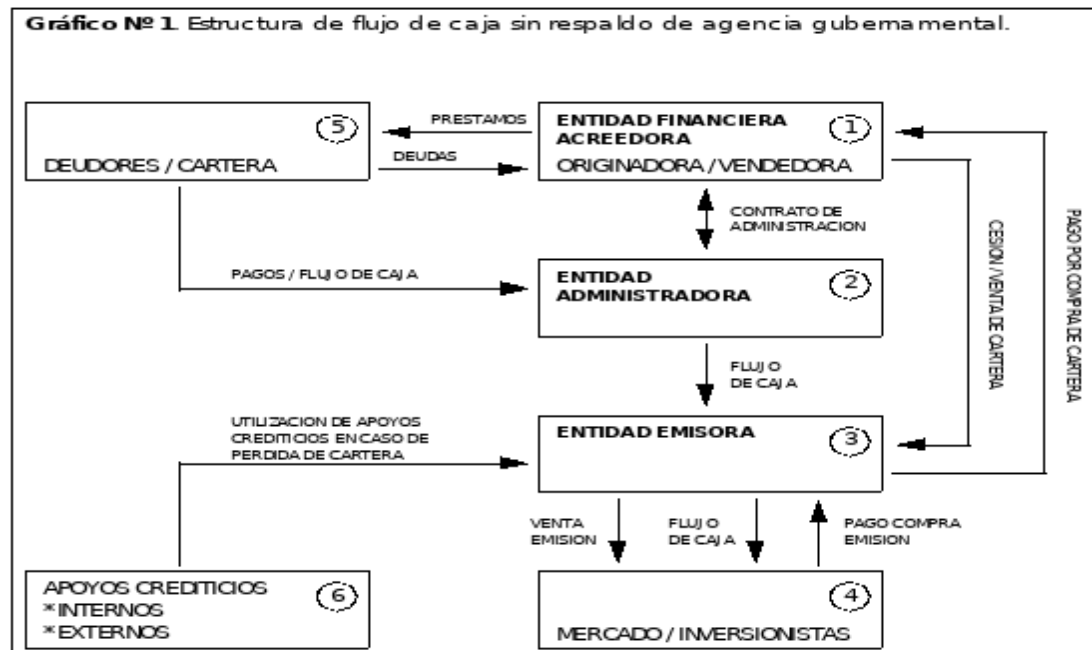 Gráfico Nº 1. Estructura de flujo de caja sin respaldo de agencia gubernamental.
5
DEUDORES / CARTERA
PRESTAMOS
DEUDAS
ENTIDAD FINANCIERA
ACREEDORA
1
ORIGINADORA / VENDEDORA
CONTRATO DE
ADMINISTRACION
PAGOS / FLUJO DE CAJA
ENTIDAD
ADMINISTRADORA
2
CESION / VENTA DE CARTERA
PAGO POR COMPRA DE CARTERA
FLUJO
DE CAJA
UTILIZACION DE APOYOS
CREDITICIOS EN CASO DE
PERDIDA DE CARTERA
ENTIDAD EMISORA
3
VENTA
EMISION
FLUJO
DE CAJA
PAGO COMPRA
EMISION
APOYOS CREDITICIOS
* INTERNOS
* EXTERNOS
6
4
MERCADO / INVERSIONISTAS